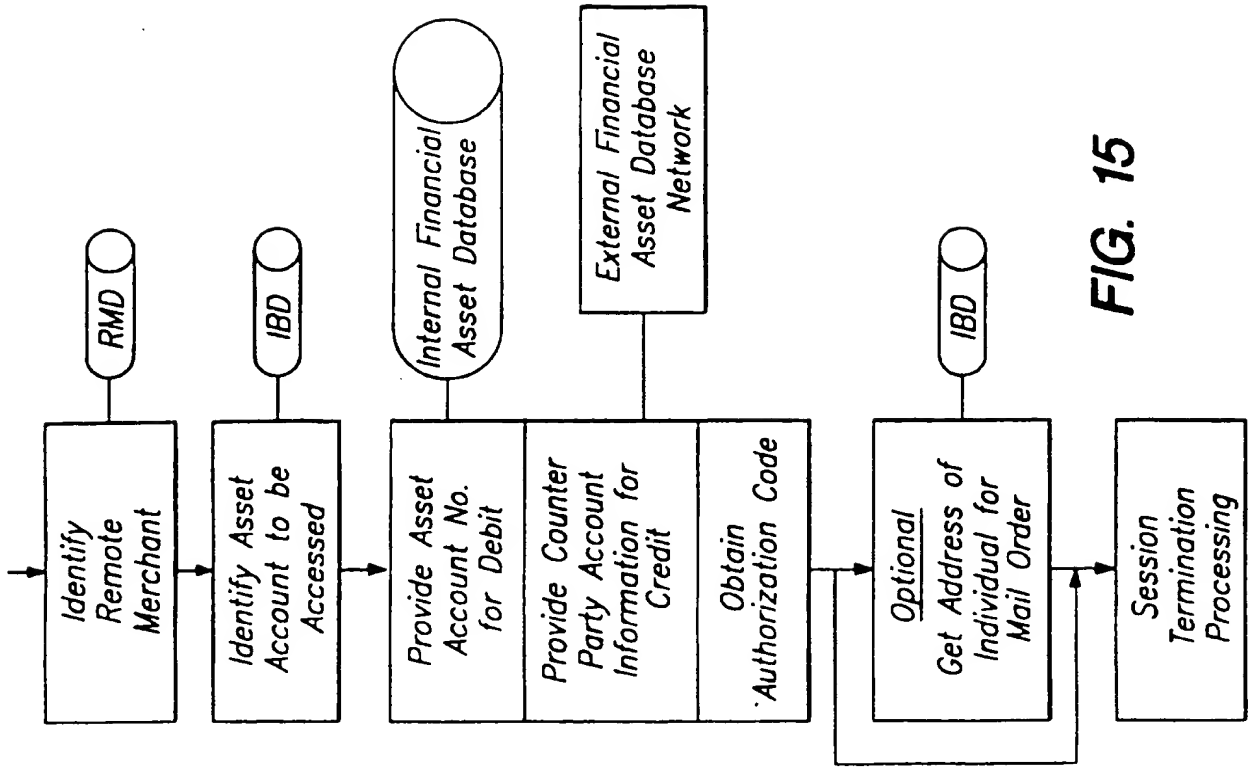 Identify
Remote
Merchant
RMD
Identify Asset
Account to be
Accessed
IBD
Provide Asset
Account No.
for Debit
Internal Financial
Asset Database
Provide Counter
Party Account
Information for
Credit
External Financial
Asset Database
Network
Obtain
Authorization Code
Optional
Get Address of
Individual for
Mail Order
IBD
Session
Termination
Processing
FIG. 15